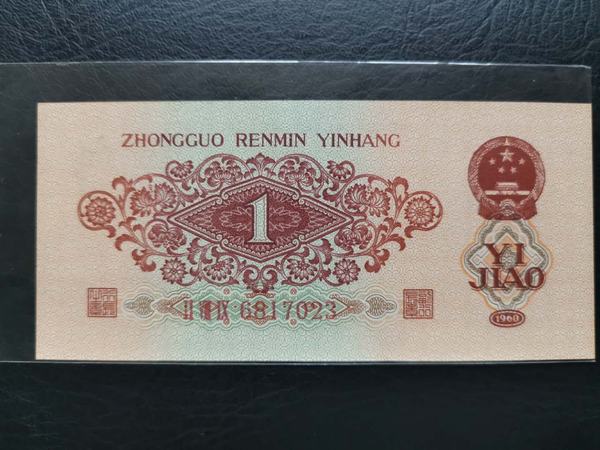 ZHONGGUO RENMIN YINHANG
1
YI
JIAO
6817023
1960